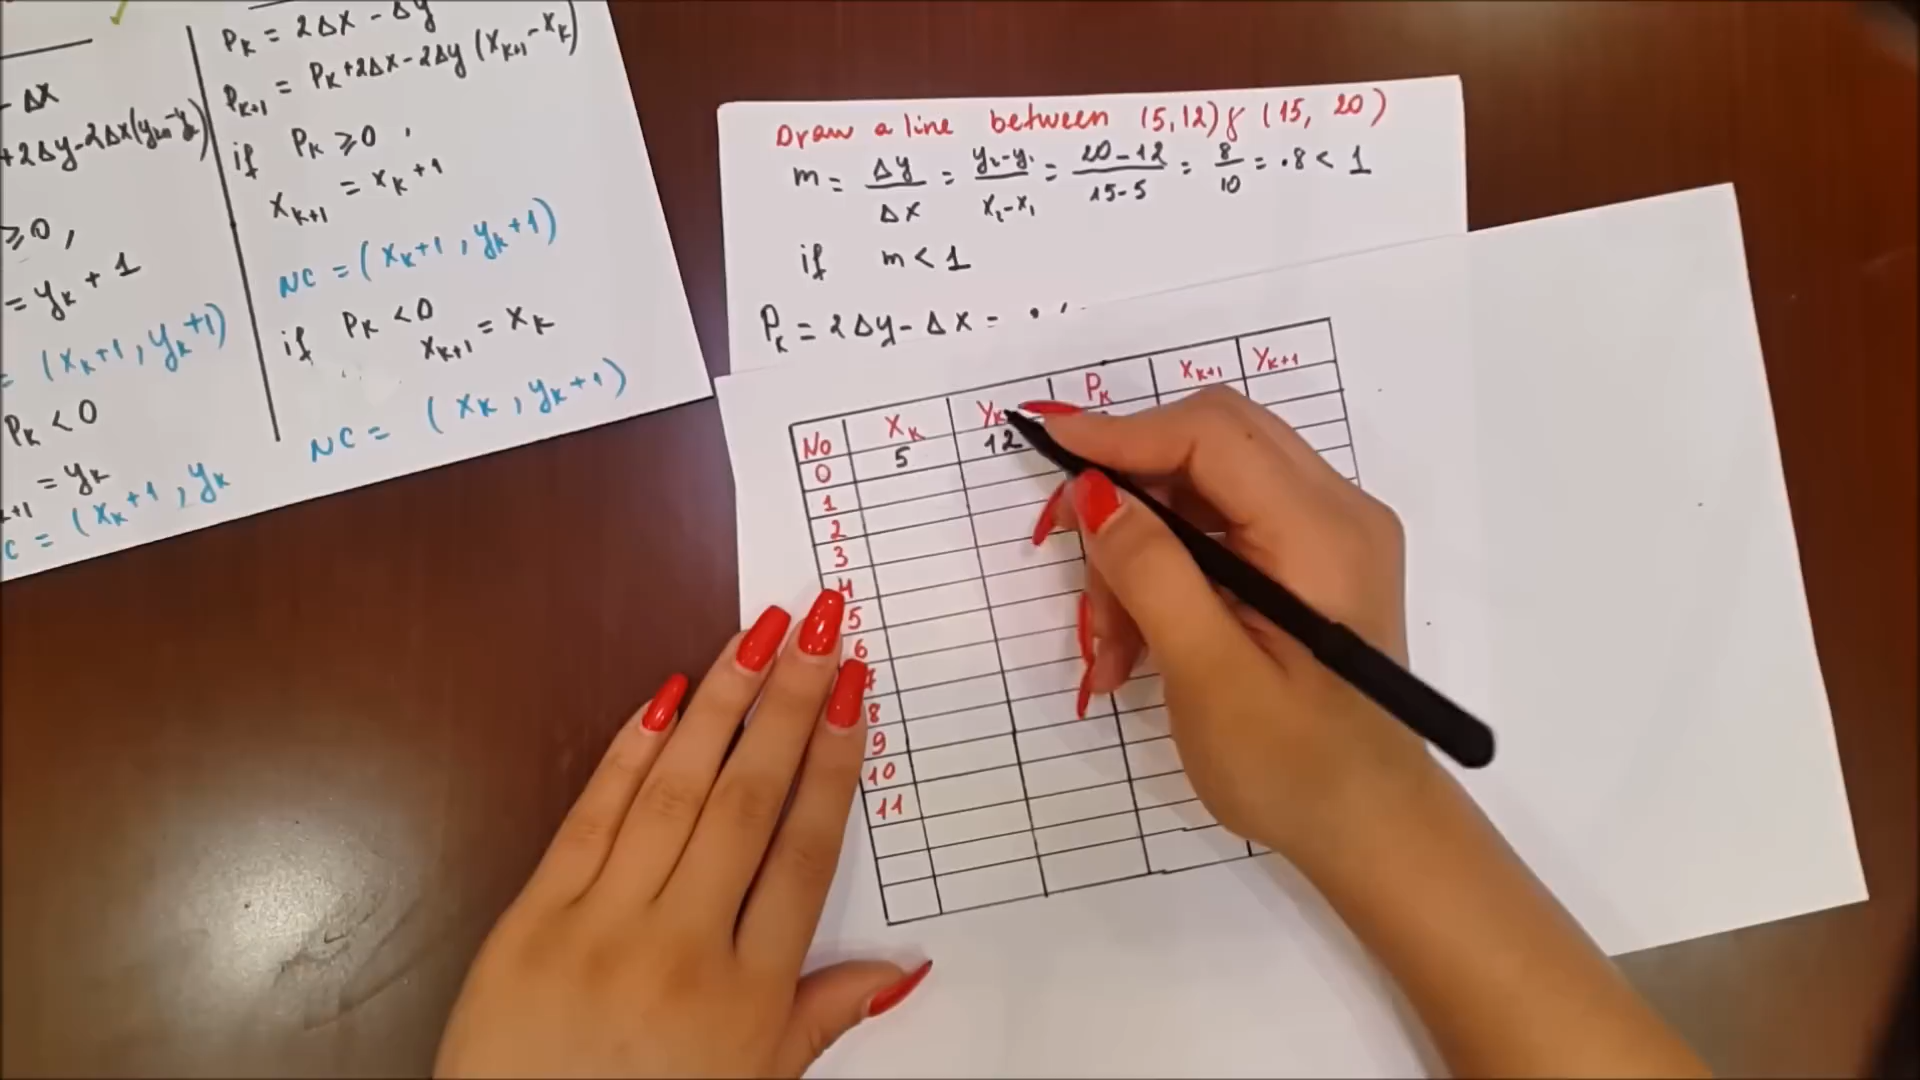 - Δx
+2Δy-2Δx(
≥0,
= yₖ + 1
= (xₖ+1, yₖ+1)
Pₖ < 0
ₖ₊₁ = yₖ
C = (xₖ+1, yₖ
Pₖ = 2Δx - Δy
Pₖ₊₁ = Pₖ+2Δx-2Δy (xₖ₊₁-xₖ)
if Pₖ ≥0,
xₖ₊₁ = xₖ+1
NC = (xₖ+1, yₖ+1)
if Pₖ <0
xₖ₊₁ = xₖ
NC = (xₖ, yₖ+1)
Draw a line between (5,12) & (15, 20)
m = Δy/Δx = y₂-y₁/x₂-x₁ = 20-12/15-5 = 8/10 = .8 < 1
if m < 1
Pₖ = 2Δy - Δx =
No Xₖ Yₖ Pₖ Xₖ₊₁ Yₖ₊₁
0 5 12
1
2
3
4
5
6
7
8
9
10
11